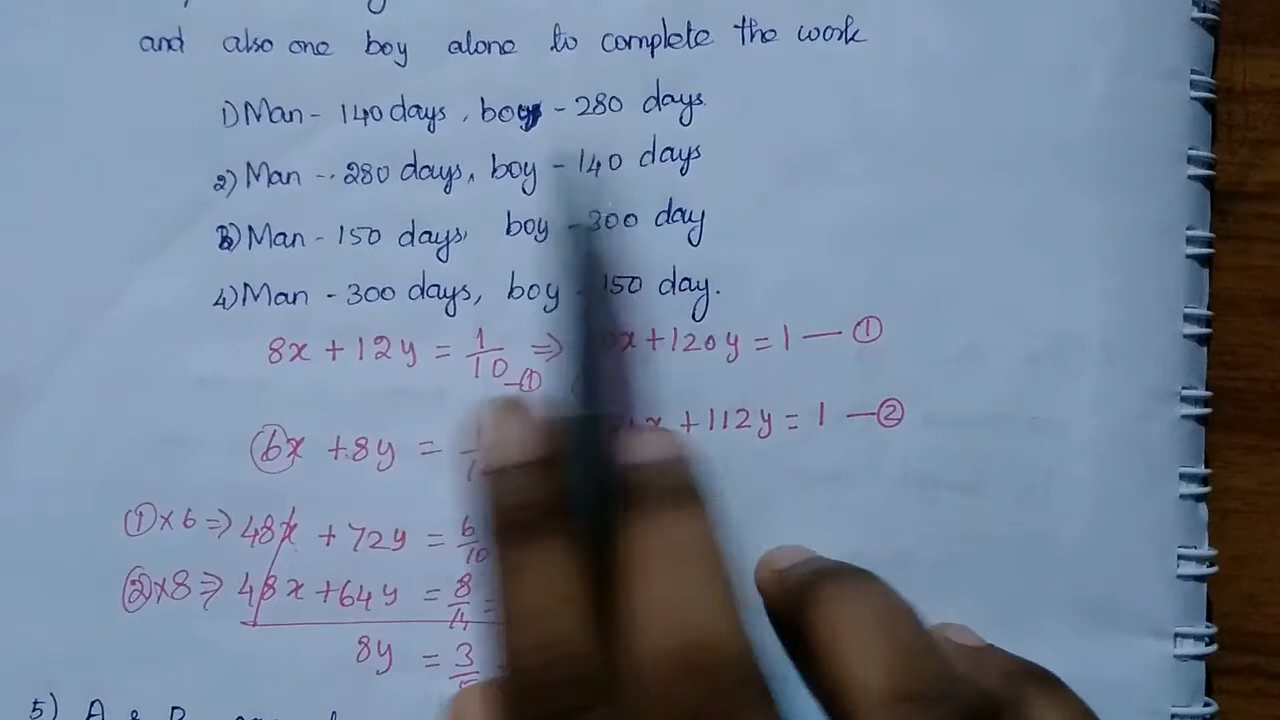 and also one boy alone to complete the work
1) Man - 140 days, boy - 280 days.
2) Man - 280 days, boy - 140 days
3) Man - 150 days, boy - 300 day
4) Man - 300 days, boy - 150 day.
8x + 12y = 1/10 ⇒ x + 120y = 1 — ①
-①
6x + 8y = x + 112y = 1 — ②
① x 6 ⇒ 48x + 72y = 6/10
② x 8 ⇒ 48x + 64y = 8/14 =
8y = 3/
5) A & B